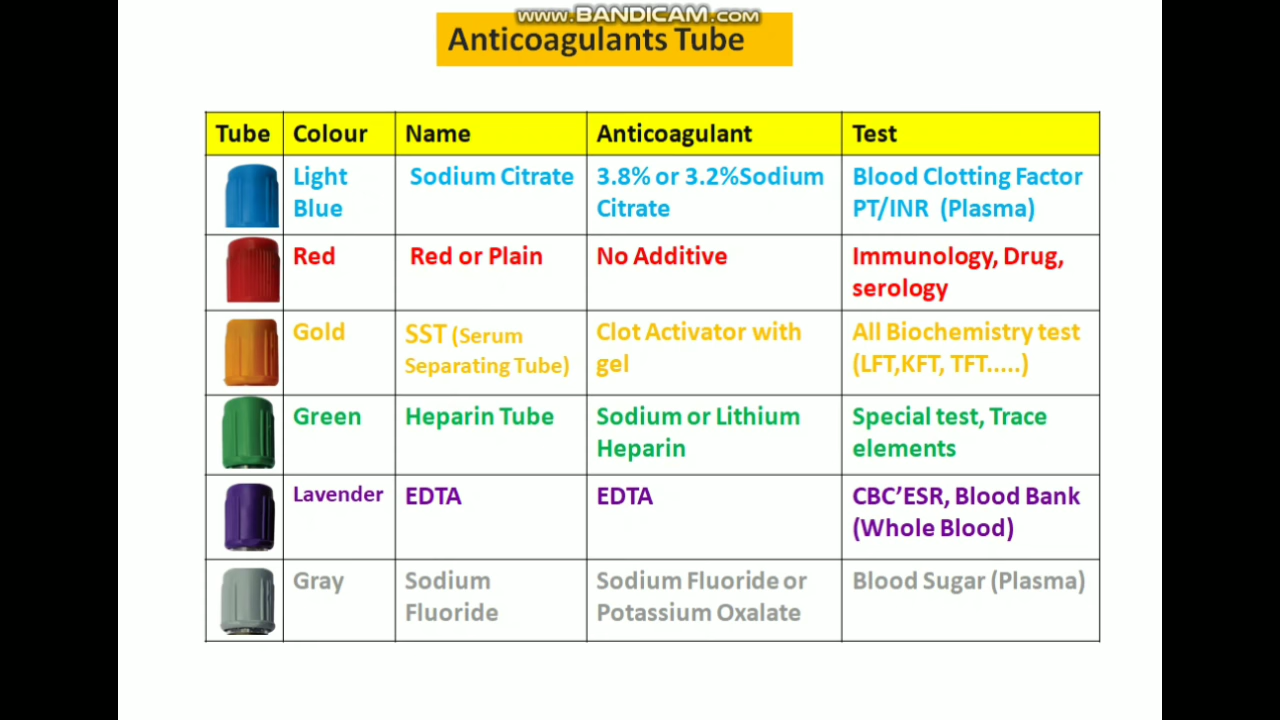 www.BANDICAM.com
Anticoagulants Tube
Tube Colour Name Anticoagulant Test
Light Blue Sodium Citrate 3.8% or 3.2%Sodium Citrate Blood Clotting Factor PT/INR (Plasma)
Red Red or Plain No Additive Immunology, Drug, serology
Gold SST (Serum Separating Tube) Clot Activator with gel All Biochemistry test (LFT,KFT, TFT.....)
Green Heparin Tube Sodium or Lithium Heparin Special test, Trace elements
Lavender EDTA EDTA CBC’ESR, Blood Bank (Whole Blood)
Gray Sodium Fluoride Sodium Fluoride or Potassium Oxalate Blood Sugar (Plasma)